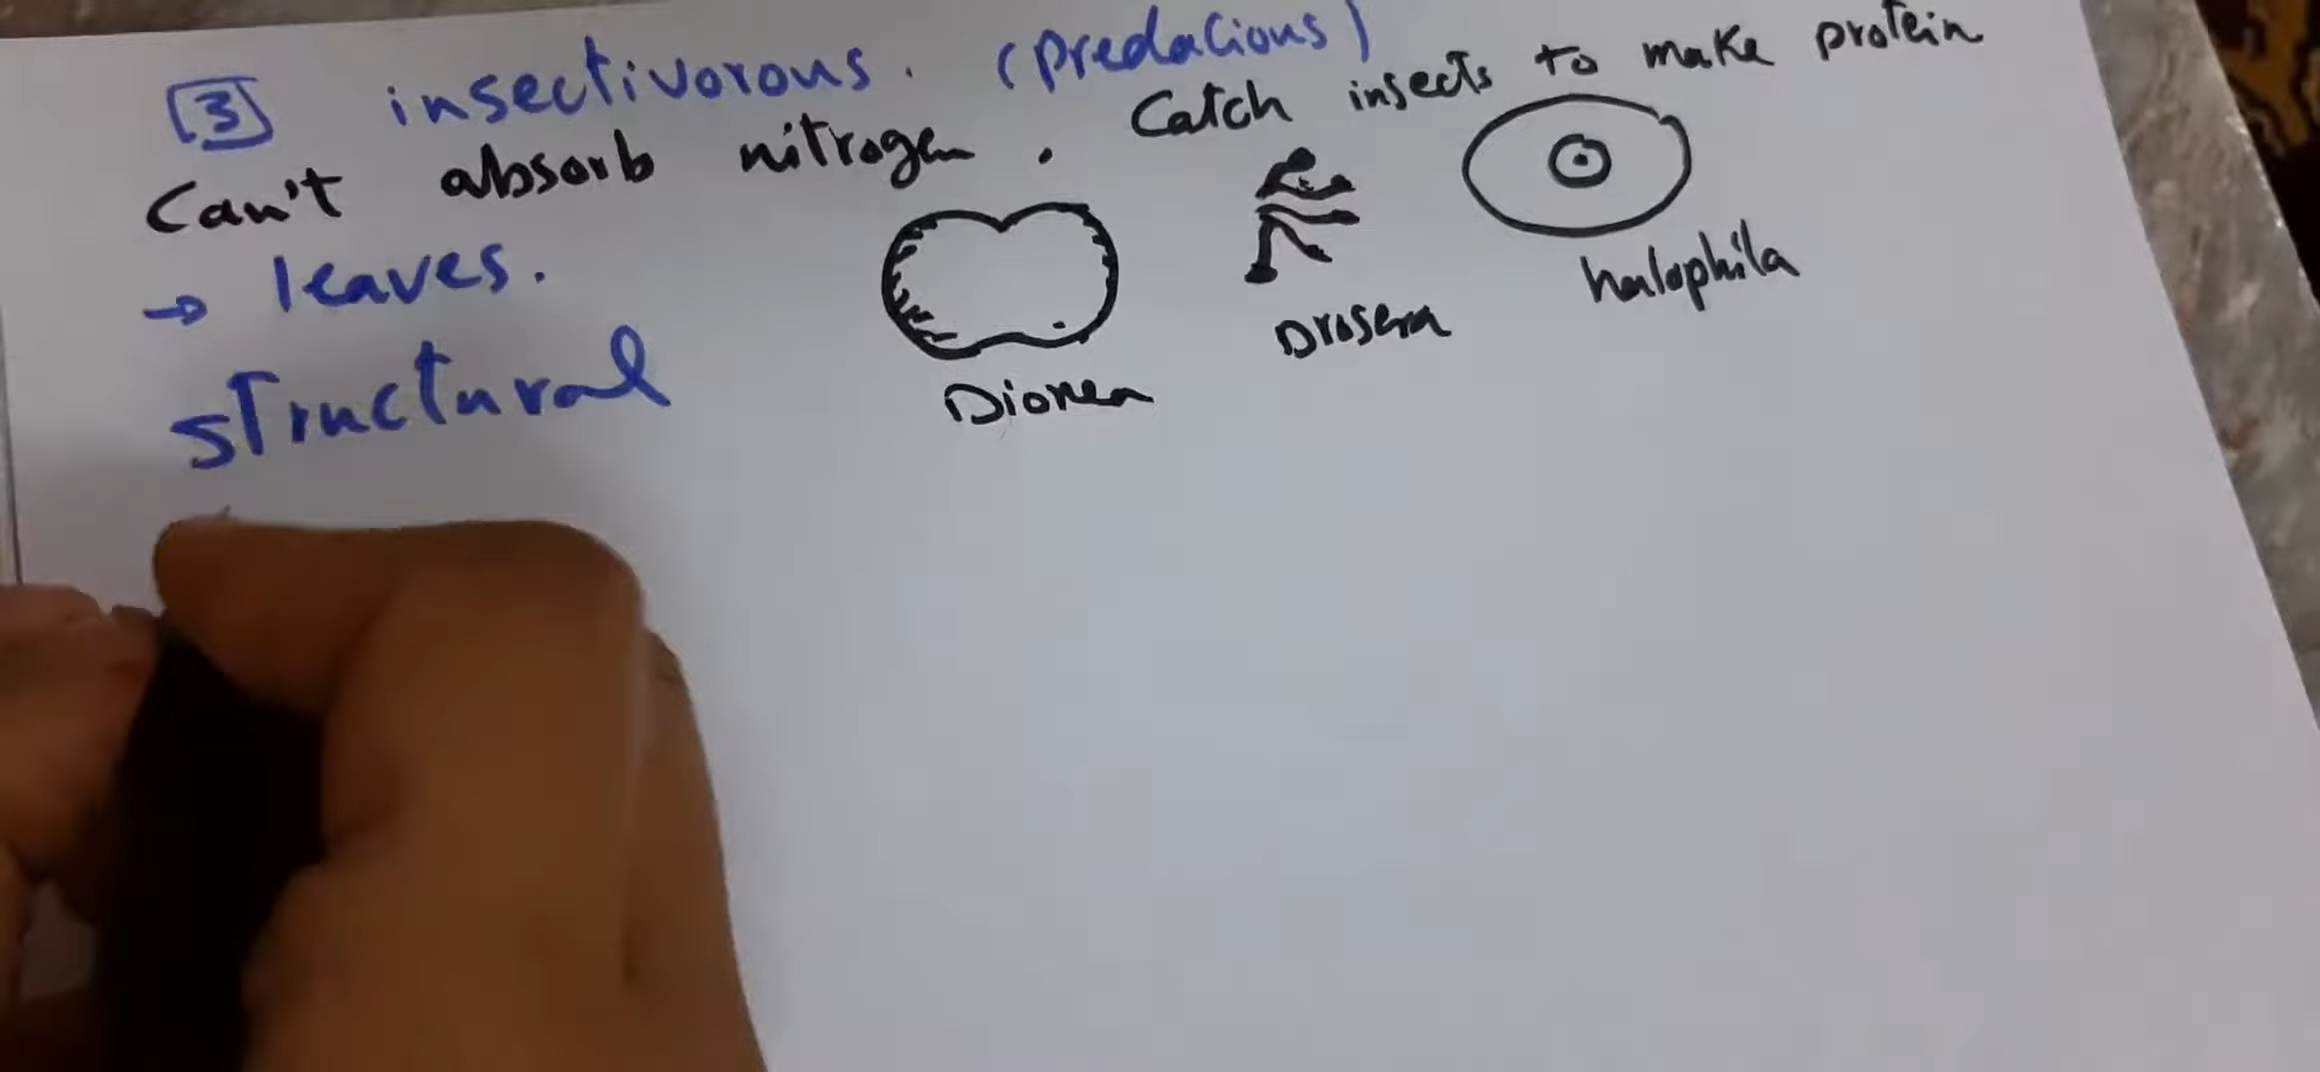 3 insectivorous. (predacious)
Can't absorb nitrogen. Catch insects to make protein
→ leaves.
structural
Dionea
Drosera
halophila